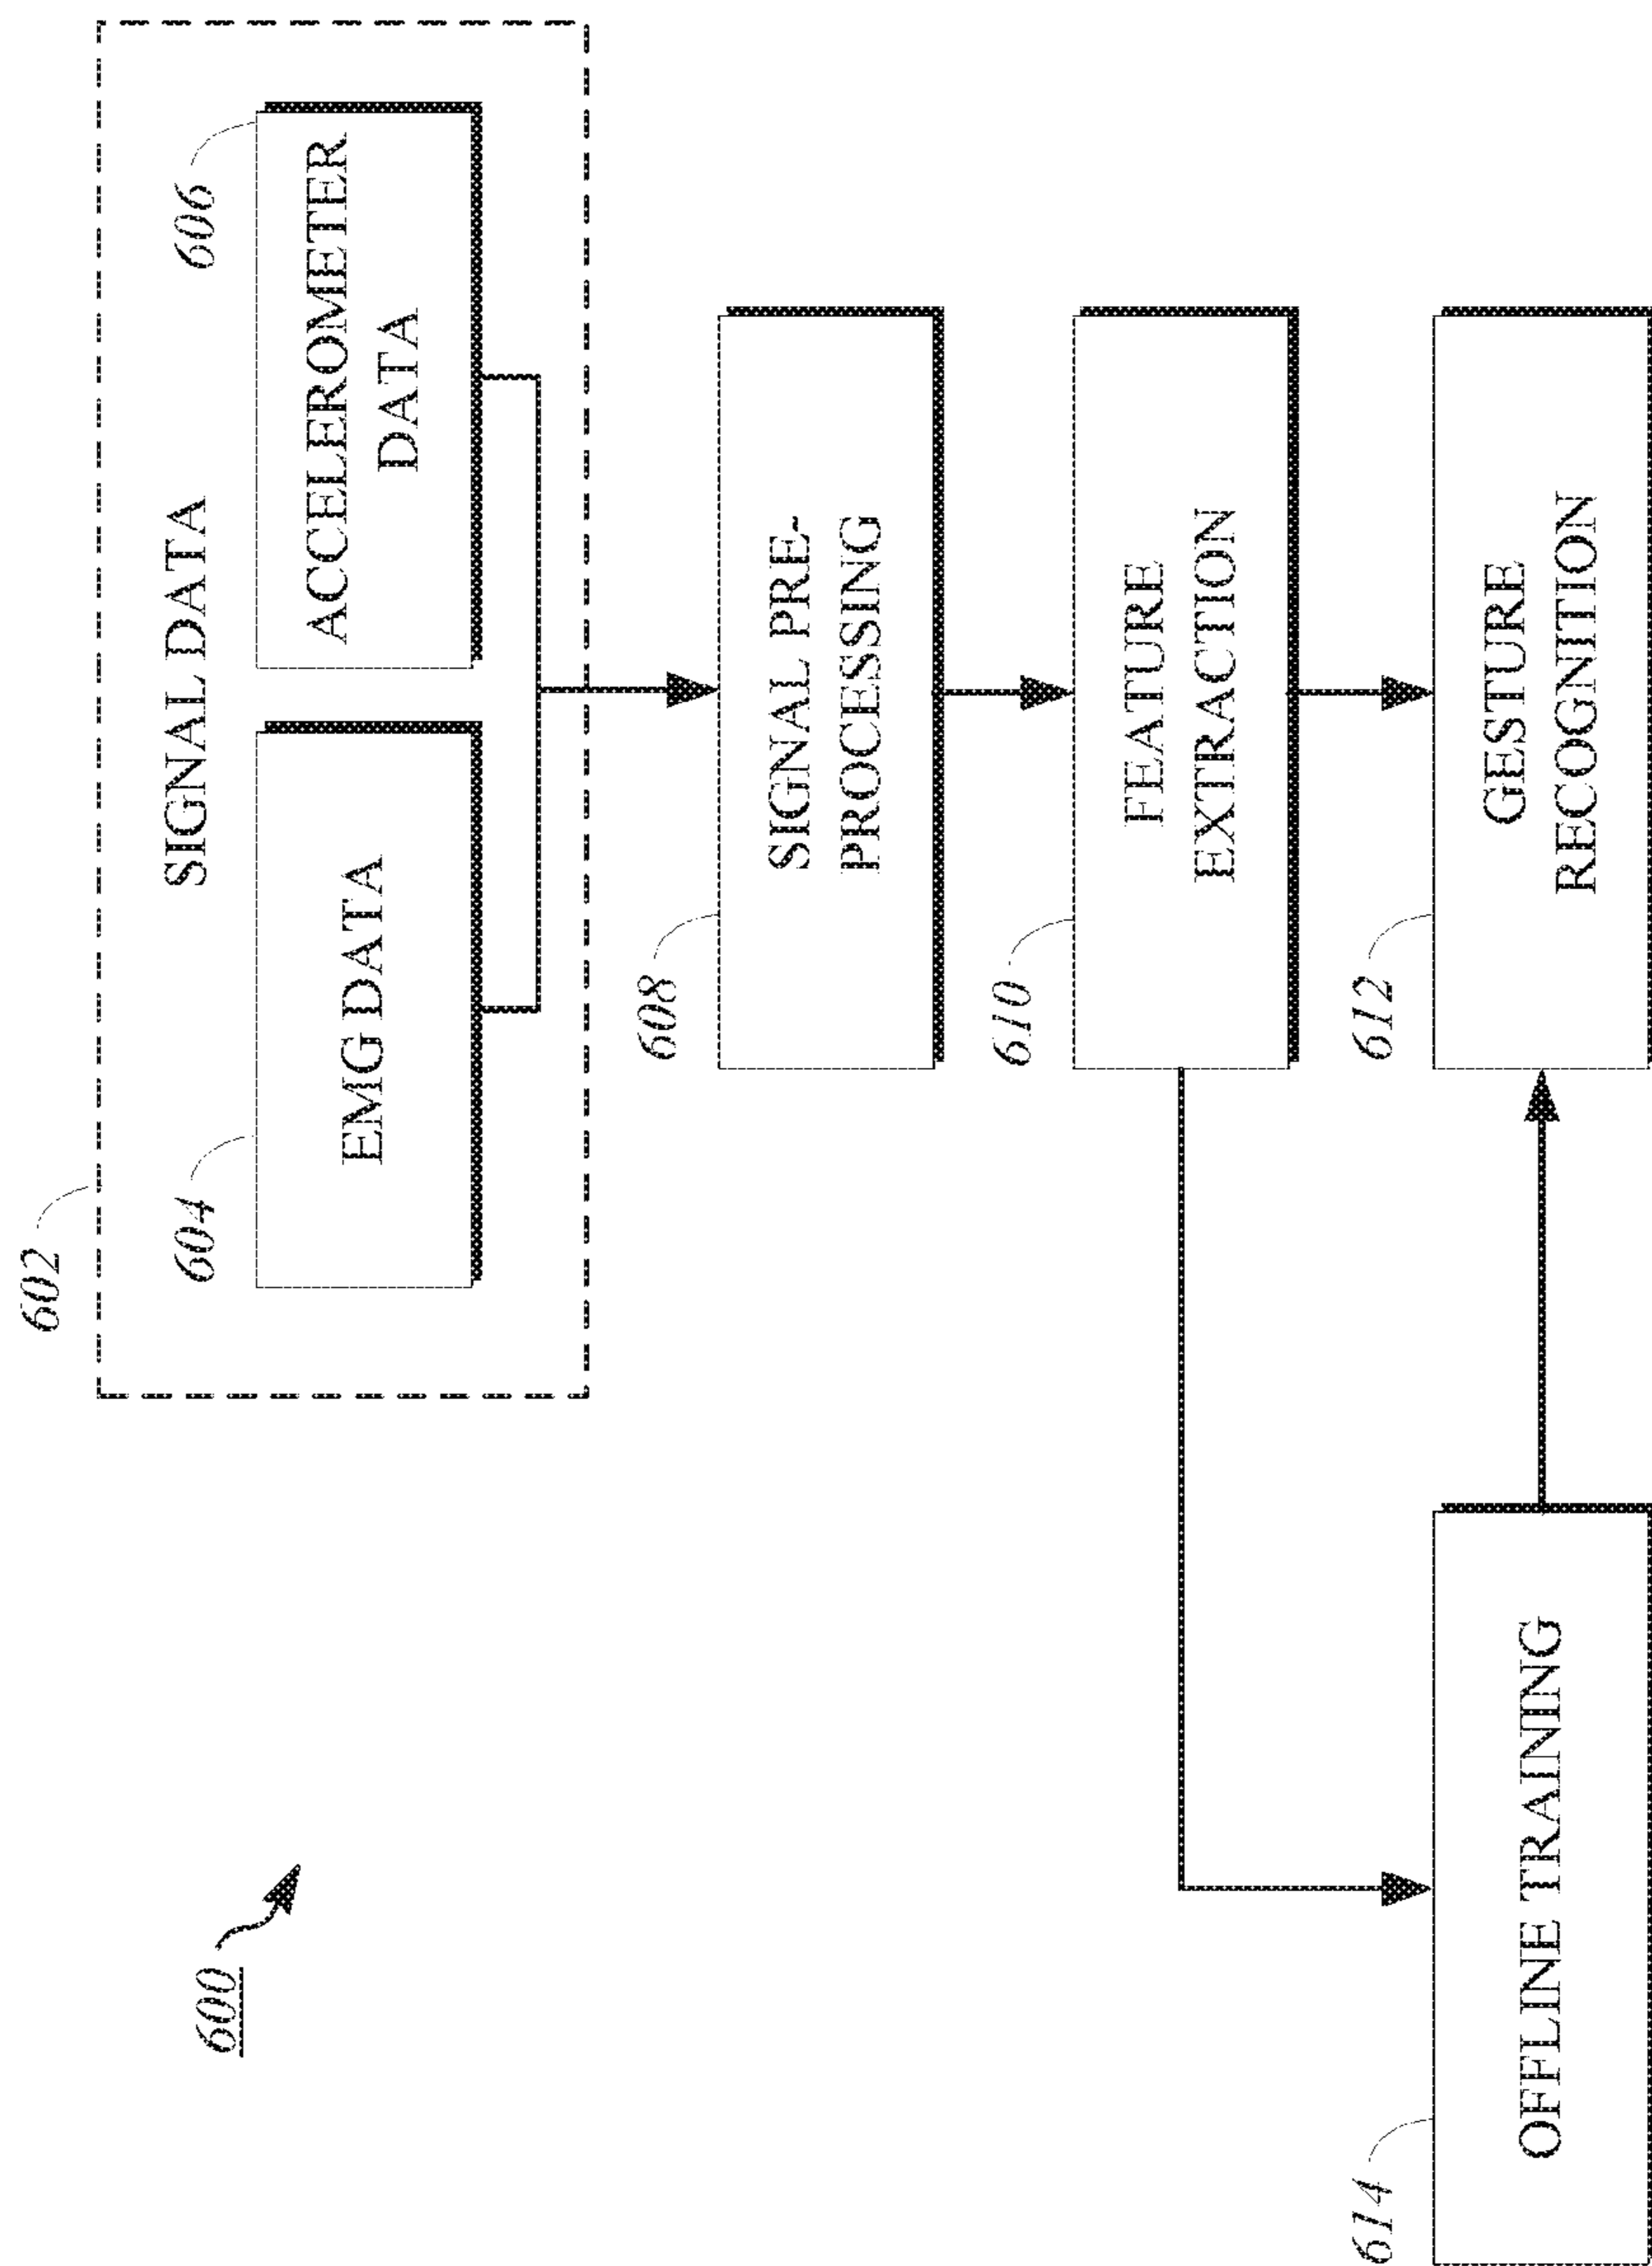 602
SIGNAL DATA
600
604
606
EMG DATA
ACCELEROMETER
DATA
608
SIGNAL PRE-
PROCESSING
610
FEATURE
EXTRACTION
614
OFFLINE TRAINING
612
GESTURE
RECOGNITION